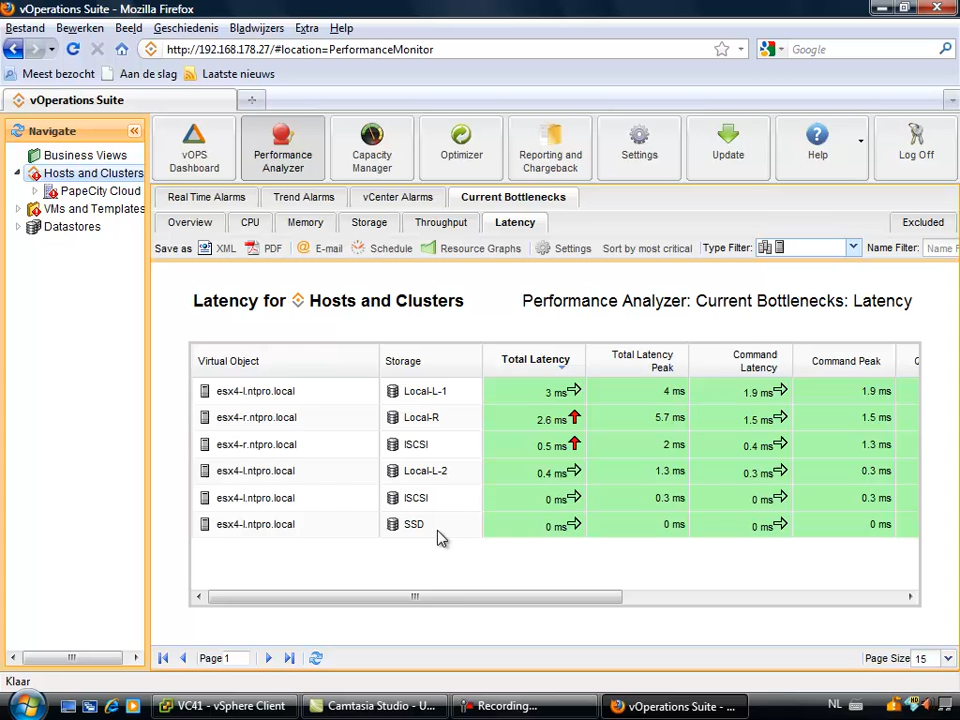 vOperations Suite - Mozilla Firefox
Bestand Bewerken Beeld Geschiedenis Bladwijzers Extra Help
http://192.168.178.27/#location=PerformanceMonitor
Google
Meest bezocht Aan de slag Laatste nieuws
vOperations Suite
Navigate
Business Views
Hosts and Clusters
PapeCity Cloud
VMs and Templates
Datastores
vOPS Dashboard
Performance Analyzer
Capacity Manager
Optimizer
Reporting and Chargeback
Settings
Update
Help
Log Off
Real Time Alarms Trend Alarms vCenter Alarms Current Bottlenecks
Overview CPU Memory Storage Throughput Latency Excluded
Save as XML PDF E-mail Schedule Resource Graphs Settings Sort by most critical Type Filter: Name Filter: Name F
Latency for Hosts and Clusters Performance Analyzer: Current Bottlenecks: Latency
Virtual Object Storage Total Latency Total Latency Peak Command Latency Command Peak C
esx4-l.ntpro.local Local-L-1 3 ms 4 ms 1.9 ms 1.9 ms
esx4-r.ntpro.local Local-R 2.6 ms 5.7 ms 1.5 ms 1.5 ms
esx4-r.ntpro.local ISCSI 0.5 ms 2 ms 0.4 ms 1.3 ms
esx4-l.ntpro.local Local-L-2 0.4 ms 1.3 ms 0.3 ms 0.3 ms
esx4-l.ntpro.local ISCSI 0 ms 0.3 ms 0 ms 0.3 ms
esx4-l.ntpro.local SSD 0 ms 0 ms 0 ms 0 ms
Page 1 Page Size 15
Klaar
VC41 - vSphere Client Camtasia Studio - U... Recording... vOperations Suite - ... NL